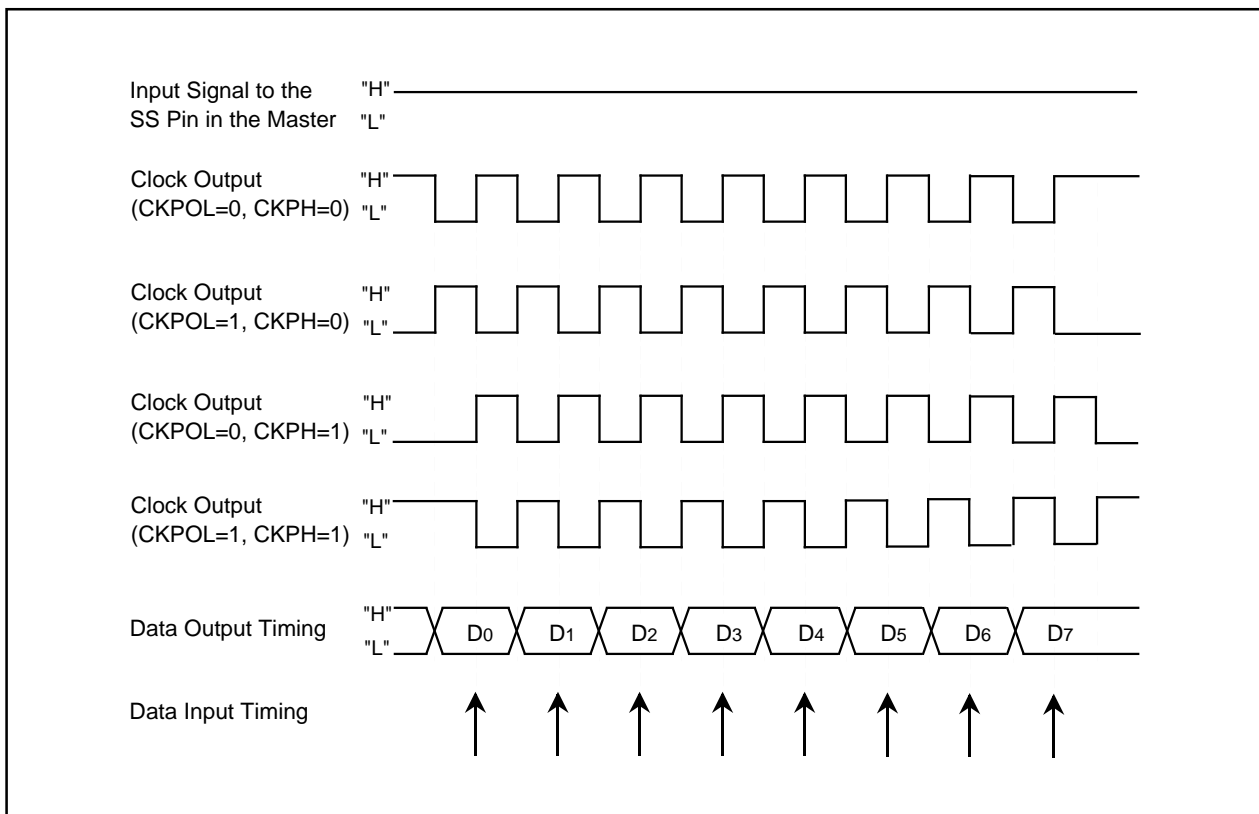 Input Signal to the "H"
SS Pin in the Master "L"
Clock Output "H"
(CKPOL=0, CKPH=0) "L"
Clock Output "H"
(CKPOL=1, CKPH=0) "L"
Clock Output "H"
(CKPOL=0, CKPH=1) "L"
Clock Output "H"
(CKPOL=1, CKPH=1) "L"
"H"
Data Output Timing D0 D1 D2 D3 D4 D5 D6 D7
"L"
Data Input Timing